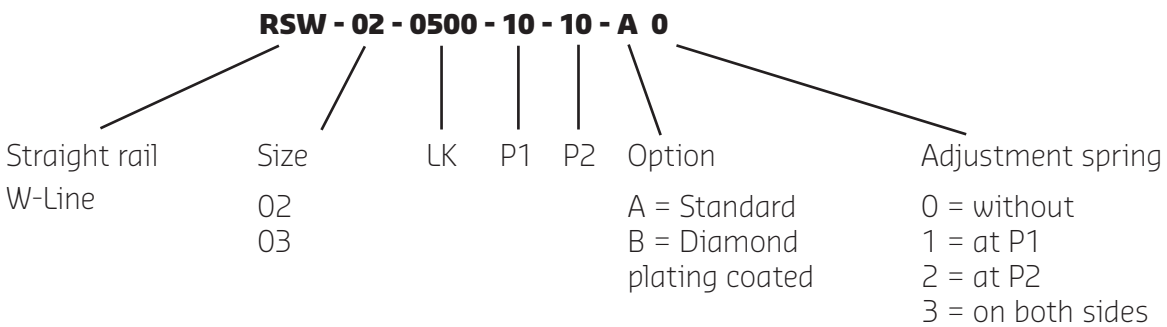 RSW - 02 - 0500 - 10 - 10 - A 0
Straight rail
W-Line
Size
02
03
LK
P1
P2
Option
A = Standard
B = Diamond
plating coated
Adjustment spring
0 = without
1 = at P1
2 = at P2
3 = on both sides